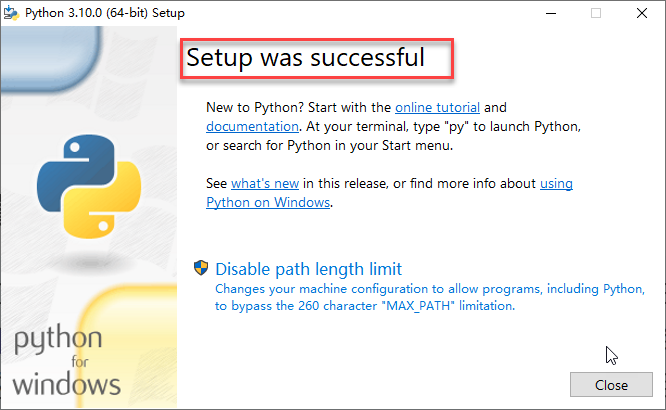 Python 3.10.0 (64-bit) Setup
Setup was successful
New to Python? Start with the online tutorial and
documentation. At your terminal, type "py" to launch Python,
or search for Python in your Start menu.
See what's new in this release, or find more info about using
Python on Windows.
Disable path length limit
Changes your machine configuration to allow programs, including Python,
to bypass the 260 character "MAX_PATH" limitation.
python
for
windows
Close